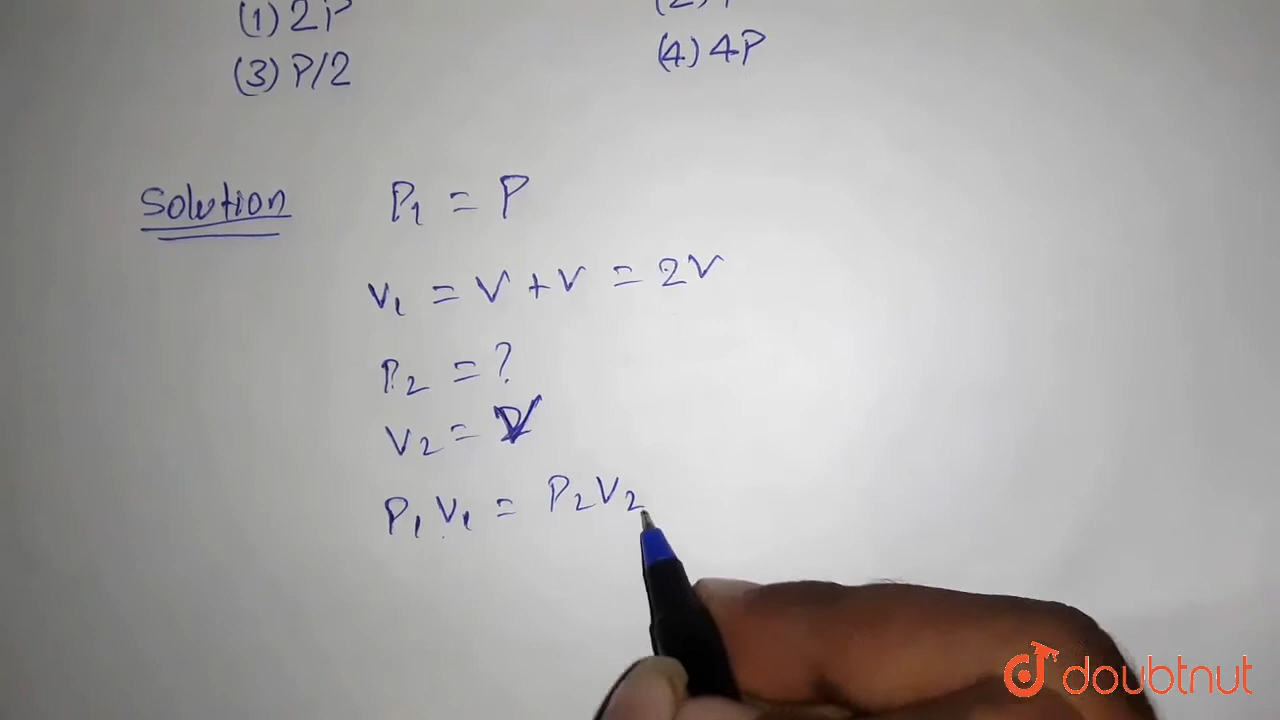 (1) 2P
(3) P/2 (4) 4P
Solution P₁ = P
V₁ = V + V = 2V
P₂ = ?
V₂ = V
P₁V₁ = P₂V₂
doubtnut